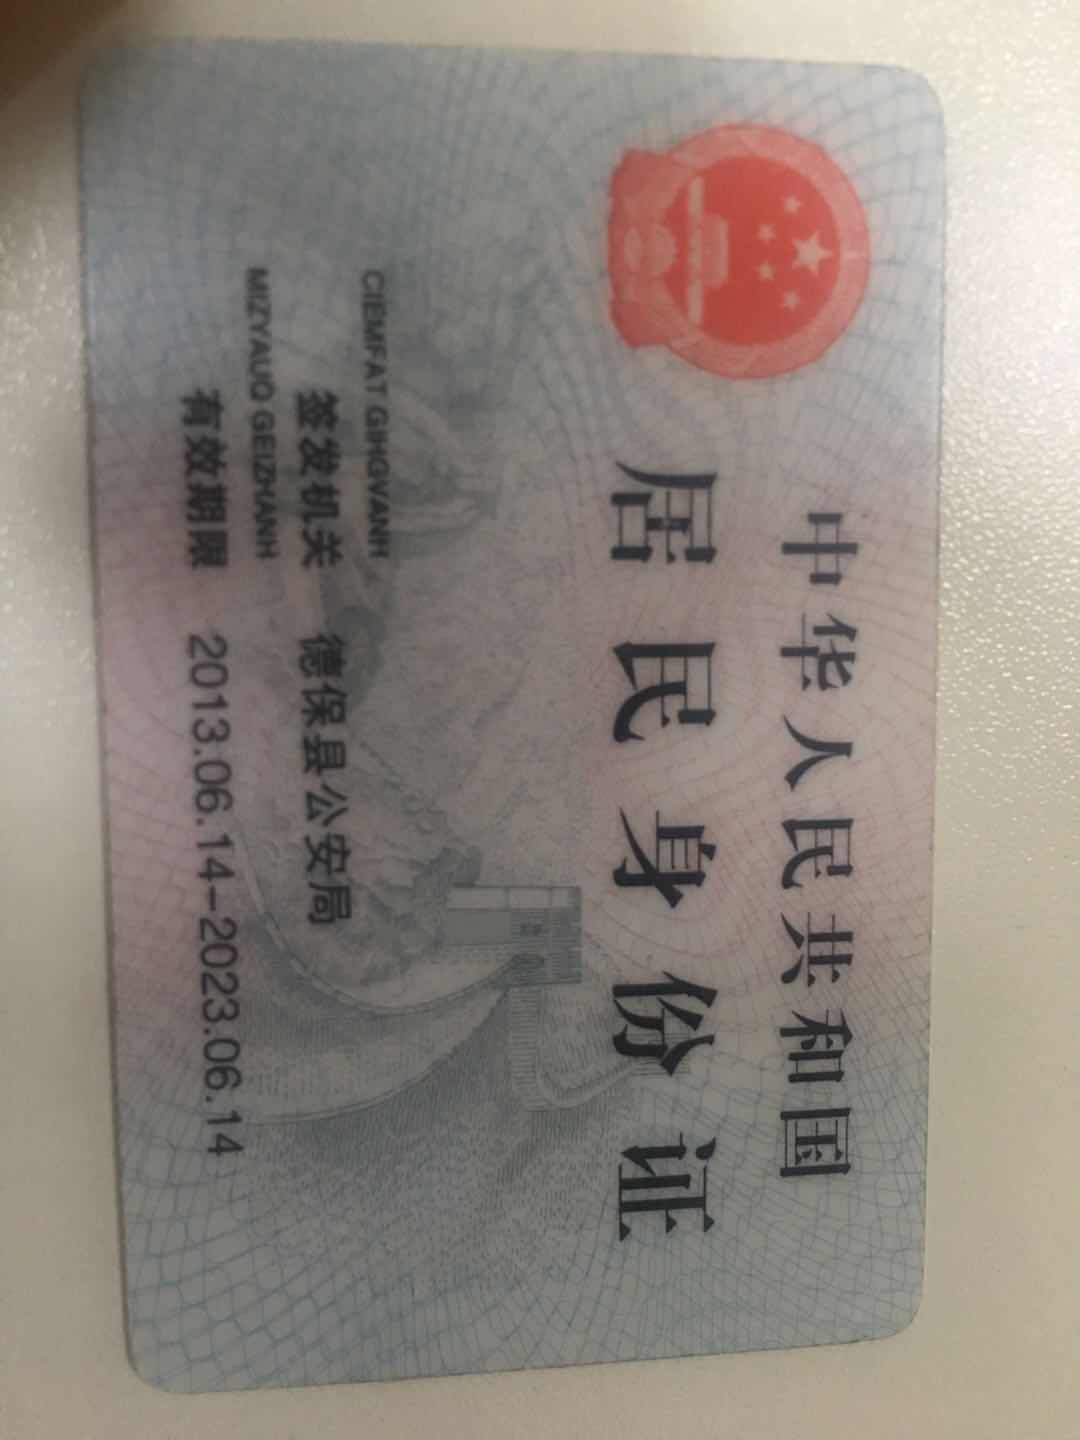 中华人民共和国
居民身份证
CIEMFAT GIHGVANH
签发机关 德保县公安局
MIZYAUQ GEIZHANH
有效期限 2013.06.14-2023.06.14